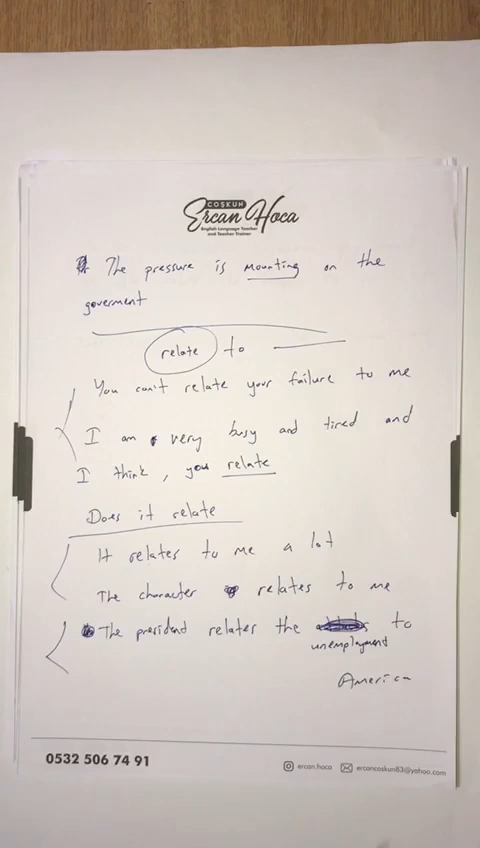 COŞKUN
Ercan Hoca
English Language Teacher
and Teacher Trainer
The pressure is mounting on the
goverment
relate to
You can't relate your failure to me
I am very busy and tired and
I think, you relate
Does it relate
It relates to me a lot
The character relates to me
The president relates the to
unemployment
America
0532 506 74 91
ercan.hoca ercancoskun83@yahoo.com